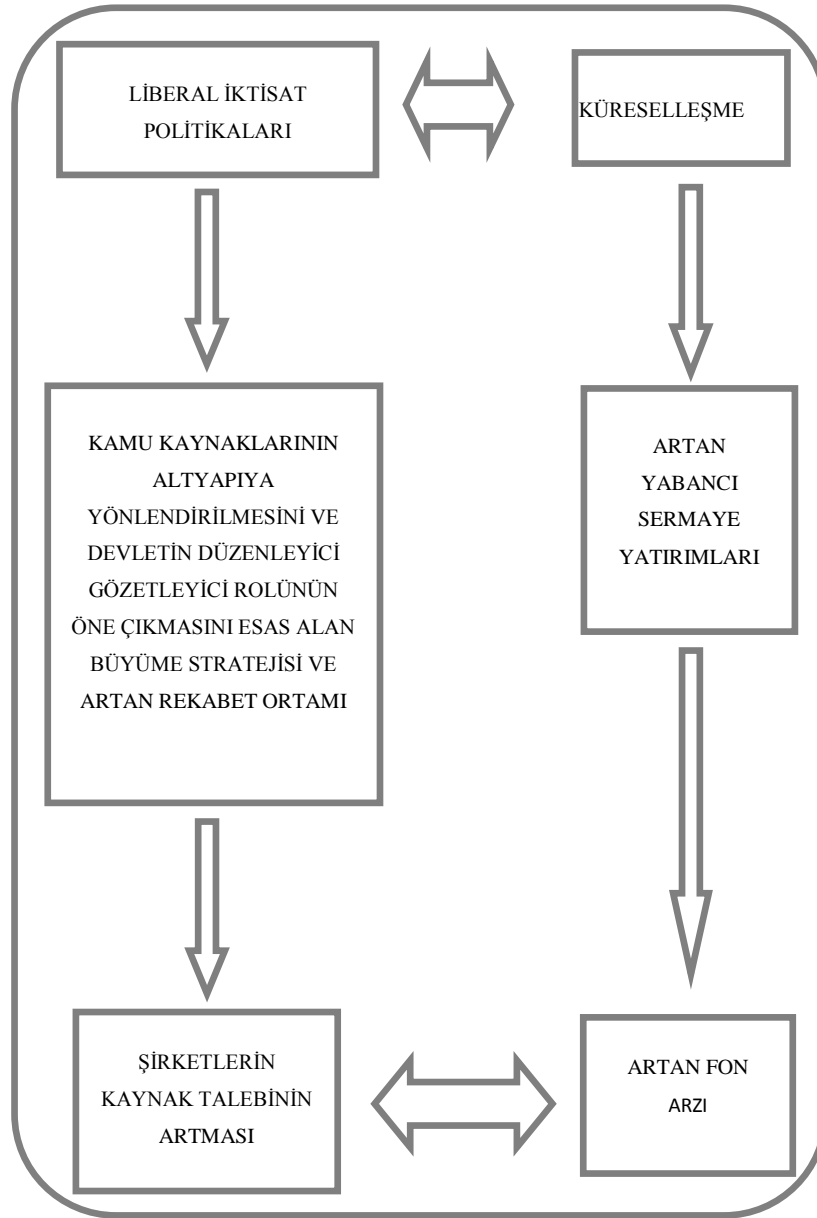 LİBERAL İKTİSAT
POLİTİKALARI
KÜRESELLEŞME
KAMU KAYNAKLARININ
ALTYAPIYA
YÖNLENDİRİLMESİNİ VE
DEVLETİN DÜZENLEYİCİ
GÖZETLEYİCİ ROLÜNÜN
ÖNE ÇIKMASINI ESAS ALAN
BÜYÜME STRATEJİSİ VE
ARTAN REKABET ORTAMI
ARTAN
YABANCI
SERMAYE
YATIRIMLARI
ŞİRKETLERİN
KAYNAK TALEBİNİN
ARTMASI
ARTAN FON
ARZI